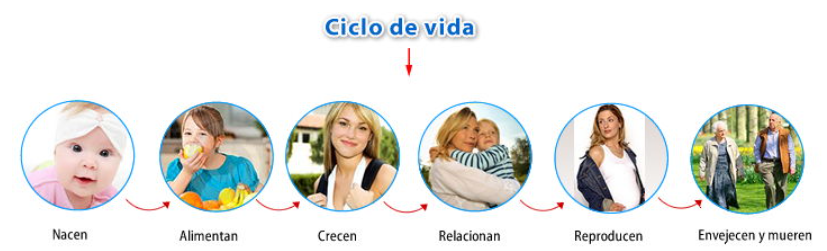 Ciclo de vida
Nacen
Alimentan
Crecen
Relacionan
Reproducen
Envejecen y mueren